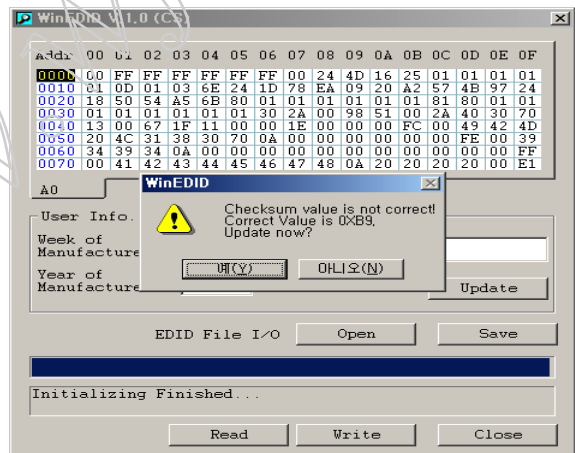 WinEDID V.1.0 (CS)
Addr 00 01 02 03 04 05 06 07 08 09 0A 0B 0C 0D 0E 0F
0000 00 FF FF FF FF FF FF 00 24 4D 16 25 01 01 01 01
0010 01 0D 01 03 6E 24 1D 78 EA 09 20 A2 57 4B 97 24
0020 18 50 54 A5 6B 80 01 01 01 01 01 01 81 80 01 01
0030 01 01 01 01 01 01 30 2A 00 98 51 00 2A 40 30 70
0040 13 00 67 1F 11 00 00 1E 00 00 00 FC 00 49 42 4D
0050 20 4C 31 38 30 70 0A 00 00 00 00 00 00 FE 00 39
0060 34 39 34 0A 00 00 00 00 00 00 00 00 00 00 00 FF
0070 00 41 42 43 44 45 46 47 48 0A 20 20 20 20 00 E1
A0
WinEDID
Checksum value is not correct!
Correct Value is 0XB9,
Update now?
예(Y)
아니오(N)
User Info.
Week of
Manufacture
Year of
Manufacture
Update
EDID File I/O
Open
Save
Initializing Finished...
Read
Write
Close